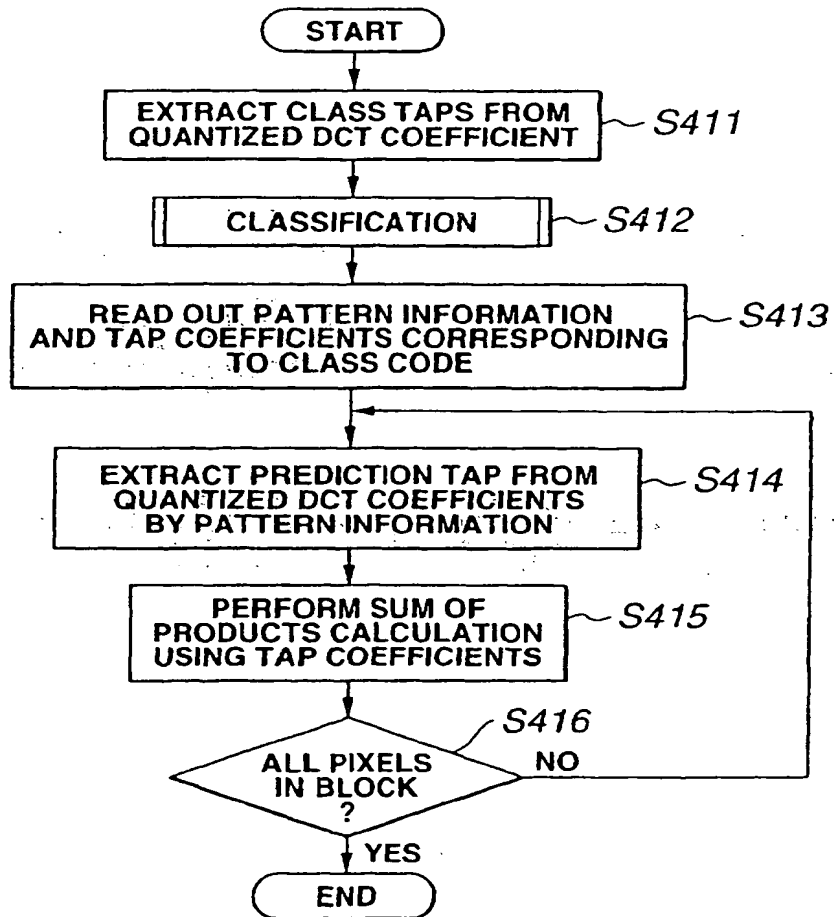 START
EXTRACT CLASS TAPS FROM
QUANTIZED DCT COEFFICIENT
S411
CLASSIFICATION
S412
READ OUT PATTERN INFORMATION
AND TAP COEFFICIENTS CORRESPONDING
TO CLASS CODE
S413
EXTRACT PREDICTION TAP FROM
QUANTIZED DCT COEFFICIENTS
BY PATTERN INFORMATION
S414
PERFORM SUM OF
PRODUCTS CALCULATION
USING TAP COEFFICIENTS
S415
S416
ALL PIXELS
IN BLOCK
?
NO
YES
END